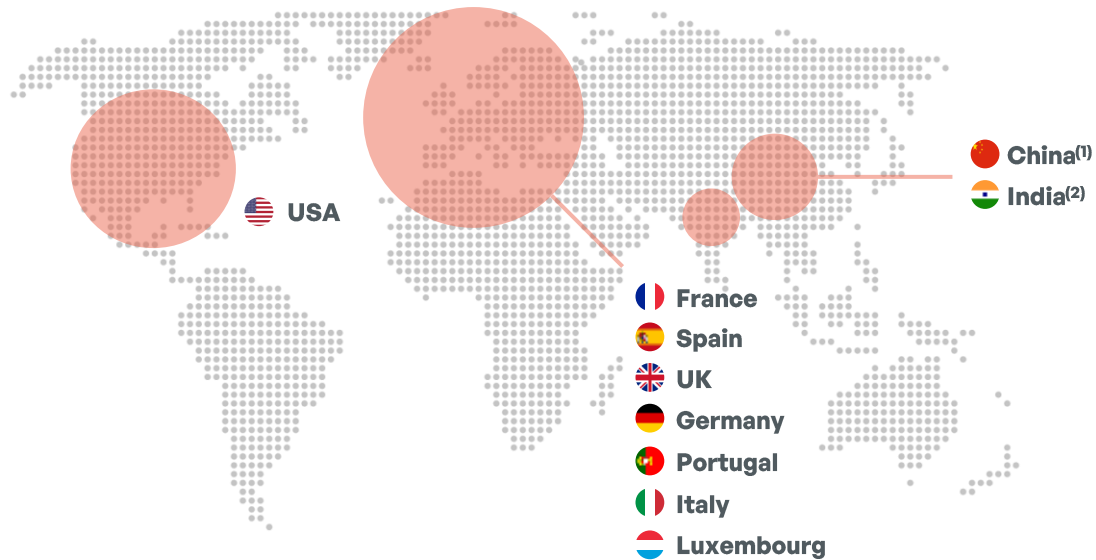 China(1)
India(2)
USA
France
Spain
UK
Germany
Portugal
Italy
Luxembourg